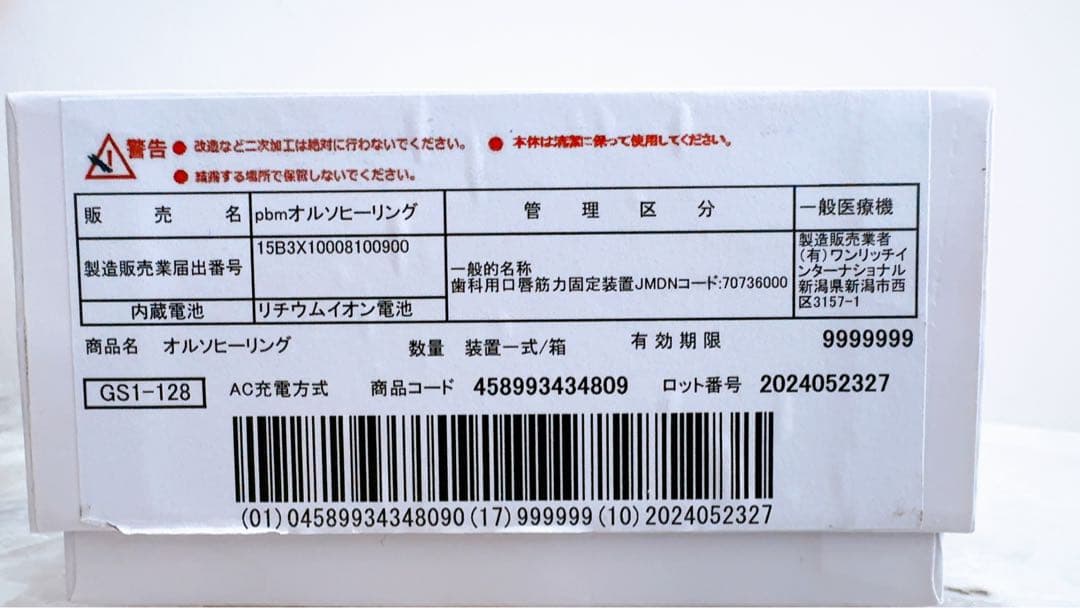 警告 ● 改造など二次加工は絶対に行わないでください。 ● 本体は清潔に保って使用してください。
● 結露する場所で保管しないでください。
販売名 pbmオルソヒーリング 管理区分 一般医療機
製造販売業届出番号 15B3X10008100900
一般的名称
歯科用口唇筋力固定装置JMDNコード:70736000
製造販売業者
(有)ワンリッチイ
ンターナショナル
新潟県新潟市西
区3157-1
内蔵電池 リチウムイオン電池
商品名 オルソヒーリング 数量 装置一式/箱 有効期限 9999999
GS1-128 AC充電方式 商品コード 458993434809 ロット番号 2024052327
(01)04589934348090(17)999999(10)2024052327